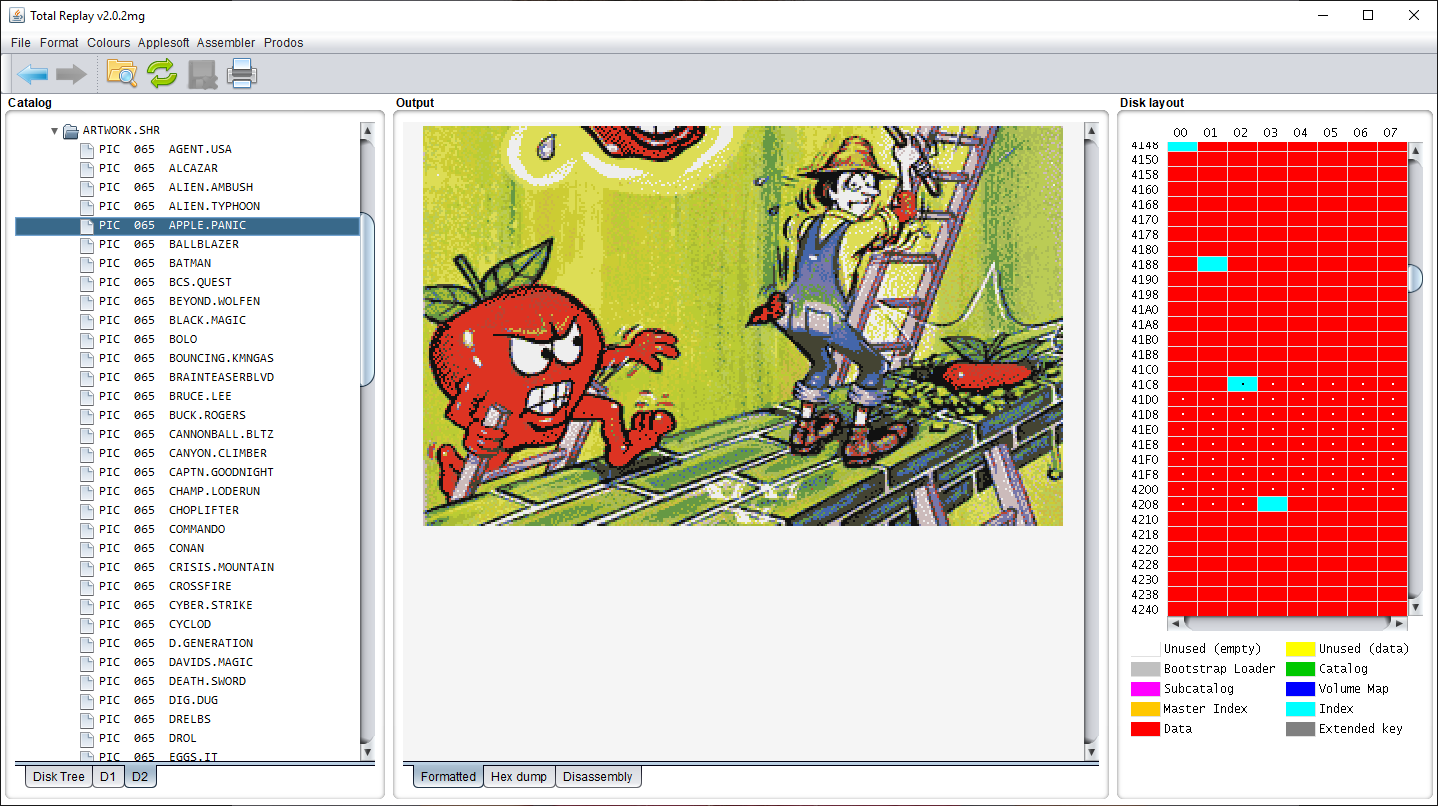 Total Replay v2.0.2mg
File Format Colours Applesoft Assembler Prodos
Catalog
ARTWORK.SHR
PIC 065 AGENT.USA
PIC 065 ALCAZAR
PIC 065 ALIEN.AMBUSH
PIC 065 ALIEN.TYPHOON
PIC 065 APPLE.PANIC
PIC 065 BALLBLAZER
PIC 065 BATMAN
PIC 065 BCS.QUEST
PIC 065 BEYOND.WOLFEN
PIC 065 BLACK.MAGIC
PIC 065 BOLO
PIC 065 BOUNCING.KMNGAS
PIC 065 BRAINTEASERBLVD
PIC 065 BRUCE.LEE
PIC 065 BUCK.ROGERS
PIC 065 CANNONBALL.BLTZ
PIC 065 CANYON.CLIMBER
PIC 065 CAPTN.GOODNIGHT
PIC 065 CHAMP.LODERUN
PIC 065 CHOPLIFTER
PIC 065 COMMANDO
PIC 065 CONAN
PIC 065 CRISIS.MOUNTAIN
PIC 065 CROSSFIRE
PIC 065 CYBER.STRIKE
PIC 065 CYCLOD
PIC 065 D.GENERATION
PIC 065 DAVIDS.MAGIC
PIC 065 DEATH.SWORD
PIC 065 DIG.DUG
PIC 065 DRELBS
PIC 065 DROL
PIC 065 EGGS.IT
Disk Tree D1 D2
Output
Formatted Hex dump Disassembly
Disk layout
00 01 02 03 04 05 06 07
4148
4150
4158
4160
4168
4170
4178
4180
4188
4190
4198
41A0
41A8
41B0
41B8
41C0
41C8
41D0
41D8
41E0
41E8
41F0
41F8
4200
4208
4210
4218
4220
4228
4230
4238
4240
Unused (empty) Unused (data)
Bootstrap Loader Catalog
Subcatalog Volume Map
Master Index Index
Data Extended key